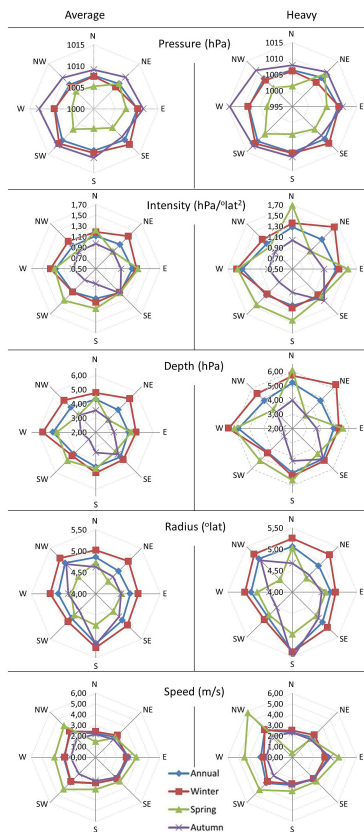 Average Heavy
Pressure (hPa)
N N
1015 1015
NW NE NW NE
1010 1010
1005 1005
1000 1000
995
W E W E
SW SE SW SE
S S
Intensity (hPa/°lat²)
N N
1,70 1,70
NW NE NW NE
1,50 1,50
1,30 1,30
1,10 1,10
0,90 0,90
0,70 0,70
W 0,50 E W 0,50 E
SW SE SW SE
S S
Depth (hPa)
N N
6,00 6,00
NW NE NW NE
5,00 5,00
4,00 4,00
3,00 3,00
W 2,00 E W 2,00 E
SW SE SW SE
S S
Radius (°lat)
N N
5,50 5,50
NW NE NW NE
5,00 5,00
4,50 4,50
W 4,00 E W 4,00 E
SW SE SW SE
S S
Speed (m/s)
N N
6,00 6,00
NW NE NW NE
5,00 5,00
4,00 4,00
3,00 3,00
2,00 2,00
1,00 1,00
W 0,00 E W 0,00 E
SW SE SW SE
S S
Annual
Winter
Spring
Autumn